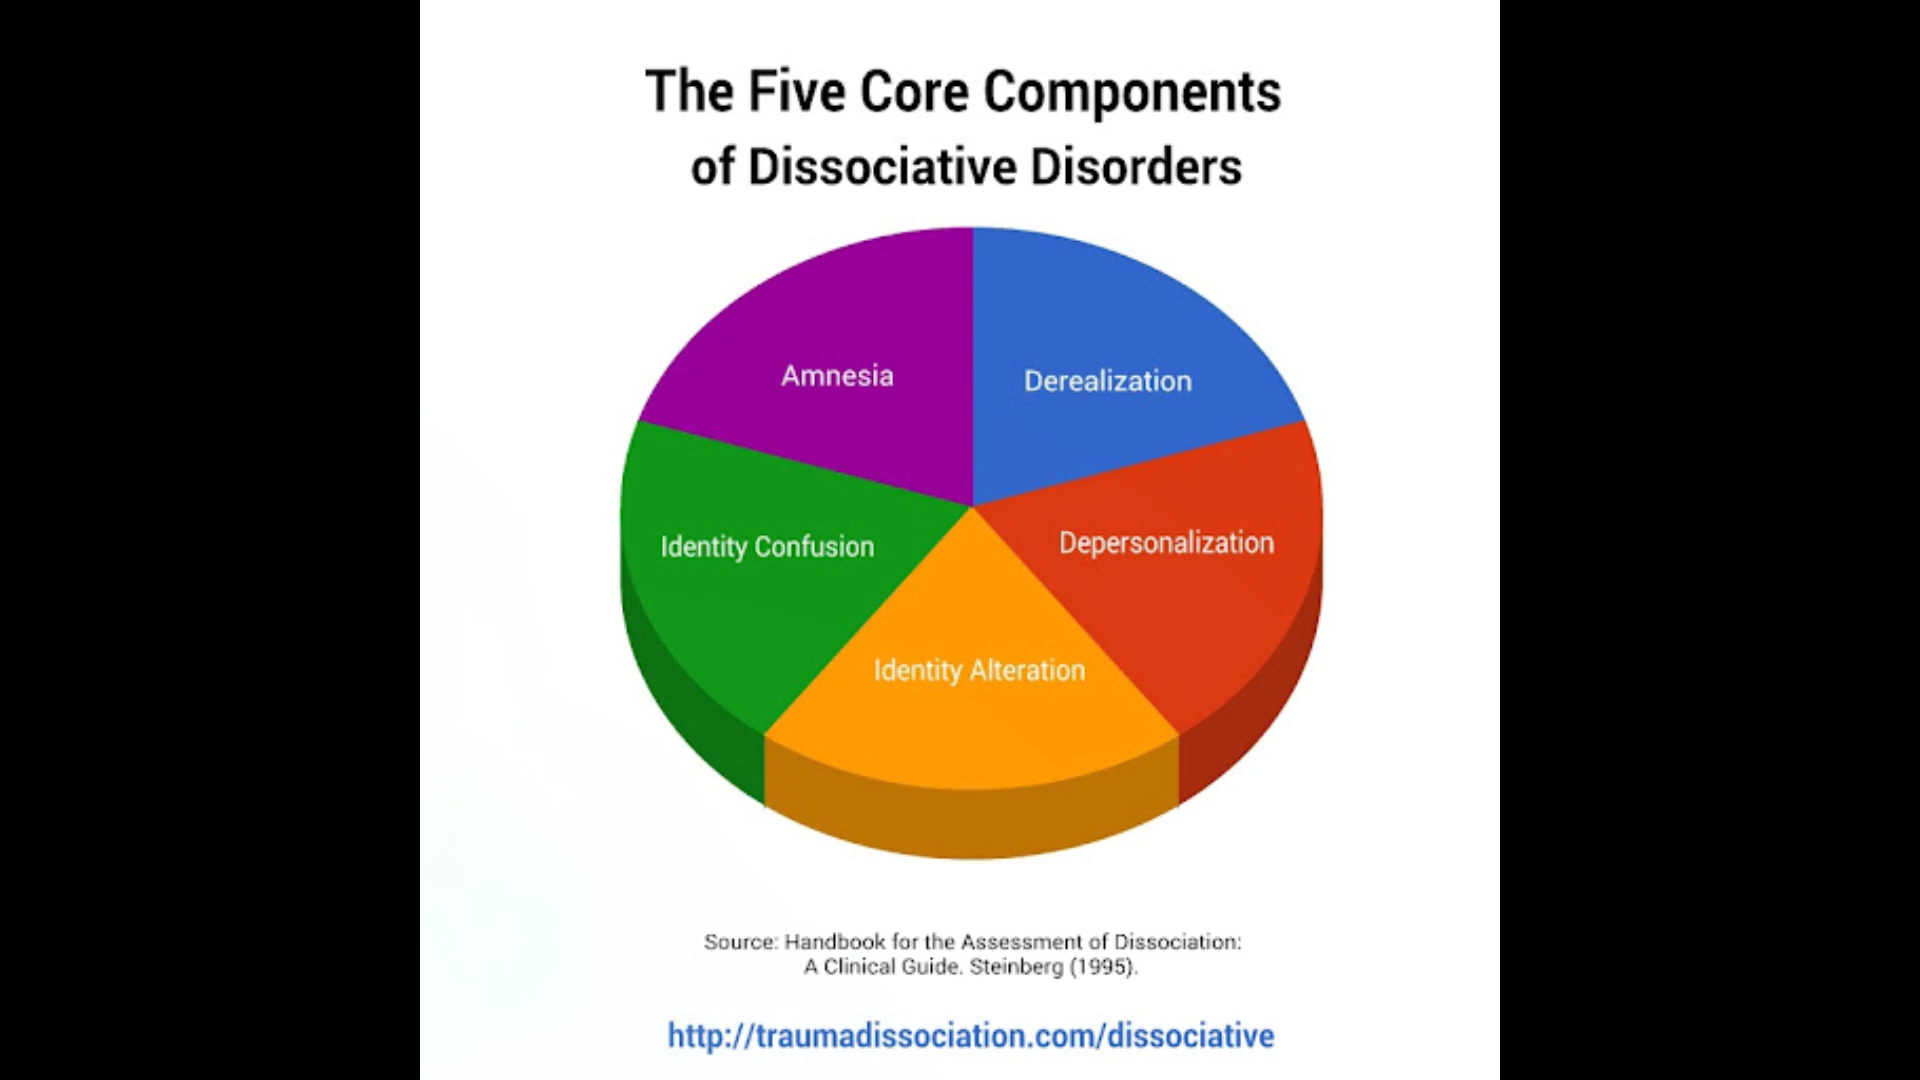 The Five Core Components
of Dissociative Disorders
Amnesia
Derealization
Identity Confusion
Depersonalization
Identity Alteration
Source: Handbook for the Assessment of Dissociation:
A Clinical Guide. Steinberg (1995).
http://traumadissociation.com/dissociative